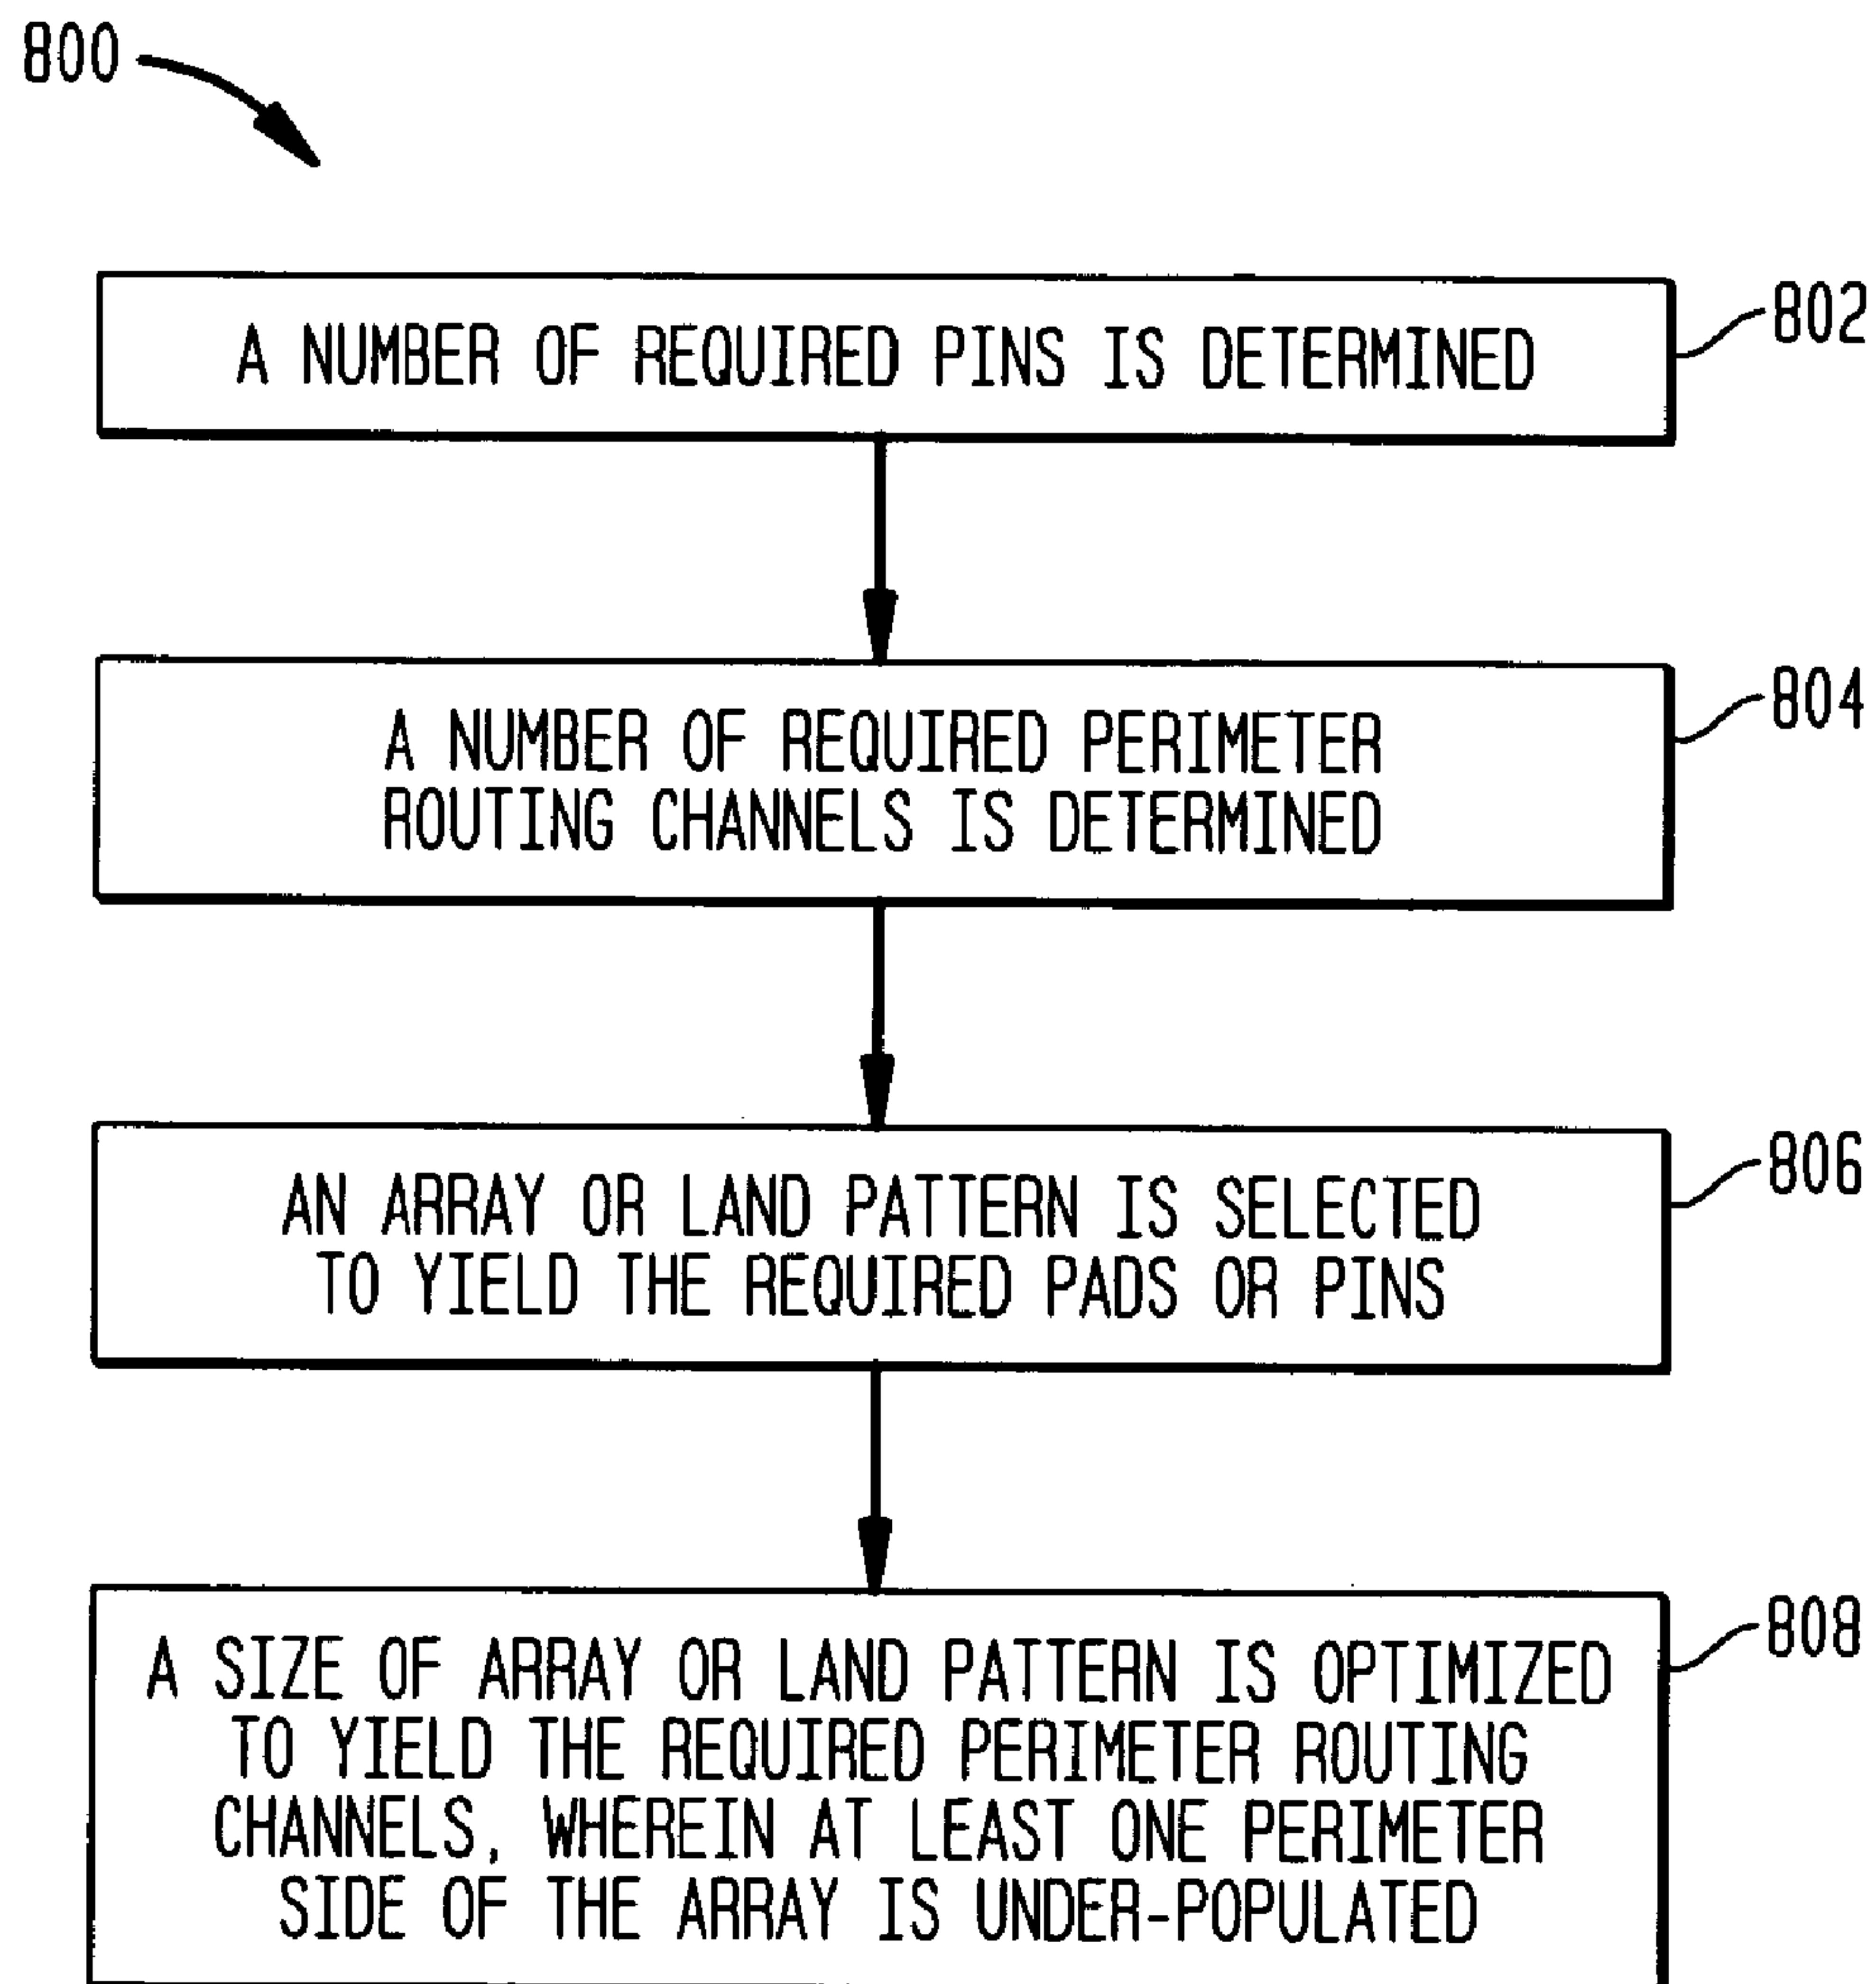 800
A NUMBER OF REQUIRED PINS IS DETERMINED
802
A NUMBER OF REQUIRED PERIMETER
ROUTING CHANNELS IS DETERMINED
804
AN ARRAY OR LAND PATTERN IS SELECTED
TO YIELD THE REQUIRED PADS OR PINS
806
A SIZE OF ARRAY OR LAND PATTERN IS OPTIMIZED
TO YIELD THE REQUIRED PERIMETER ROUTING
CHANNELS, WHEREIN AT LEAST ONE PERIMETER
SIDE OF THE ARRAY IS UNDER-POPULATED
808